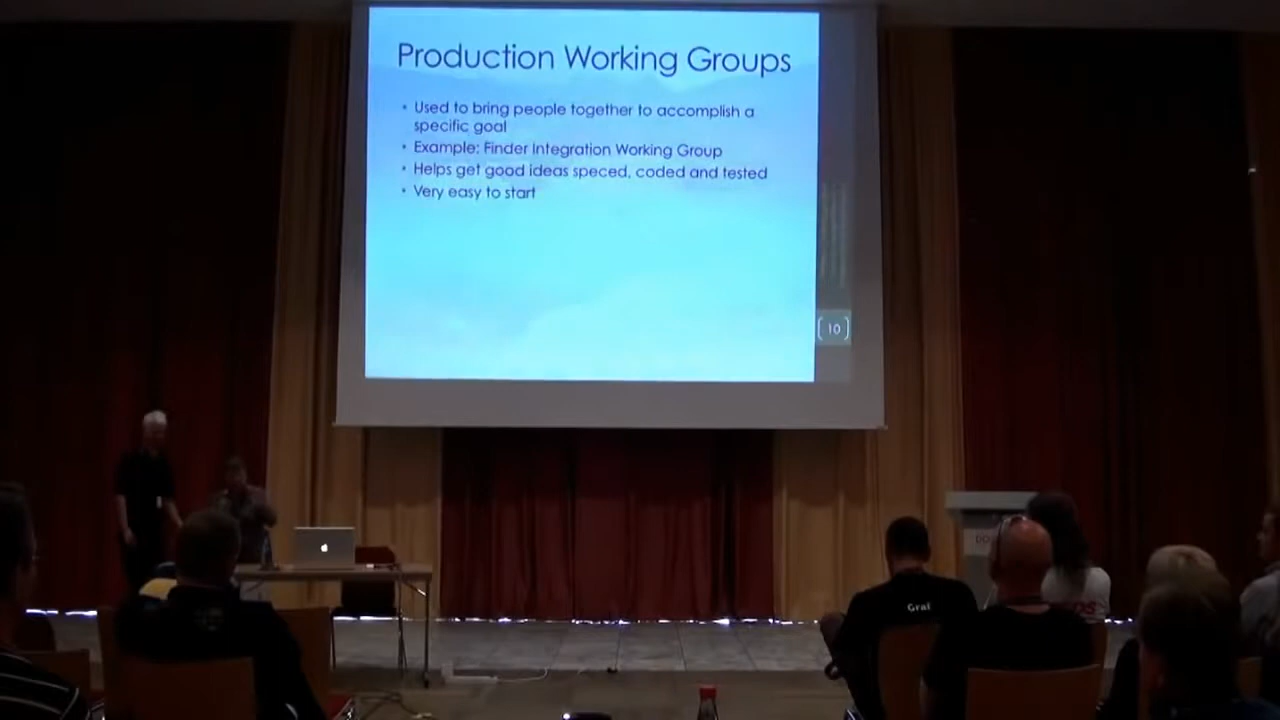 Production Working Groups
• Used to bring people together to accomplish a
specific goal
• Example: Finder Integration Working Group
• Helps get good ideas speced, coded and tested
• Very easy to start
[10]
Graf